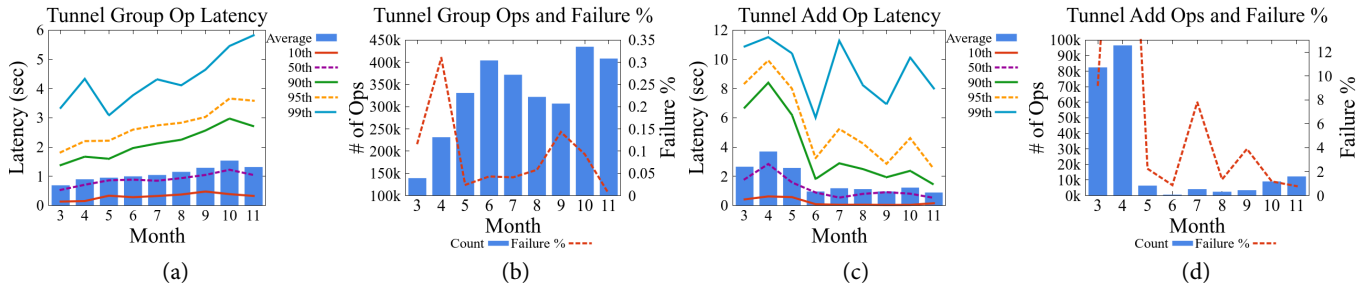 Tunnel Group Op Latency
6
5
4
3
2
1
0
Latency (sec)
3 4 5 6 7 8 9 10 11
Month
Average
10th
50th
90th
95th
99th
(a)
Tunnel Group Ops and Failure %
450k
400k
350k
300k
250k
200k
150k
100k
# of Ops
0.35
0.3
0.25
0.2
0.15
0.1
0.05
0
Failure %
3 4 5 6 7 8 9 10 11
Month
Count Failure %
(b)
Tunnel Add Op Latency
12
10
8
6
4
2
0
Latency (sec)
3 4 5 6 7 8 9 10 11
Month
Average
10th
50th
90th
95th
99th
(c)
Tunnel Add Ops and Failure %
100k
90k
80k
70k
60k
50k
40k
30k
20k
10k
0k
# of Ops
12
10
8
6
4
2
0
Failure %
3 4 5 6 7 8 9 10 11
Month
Count Failure %
(d)